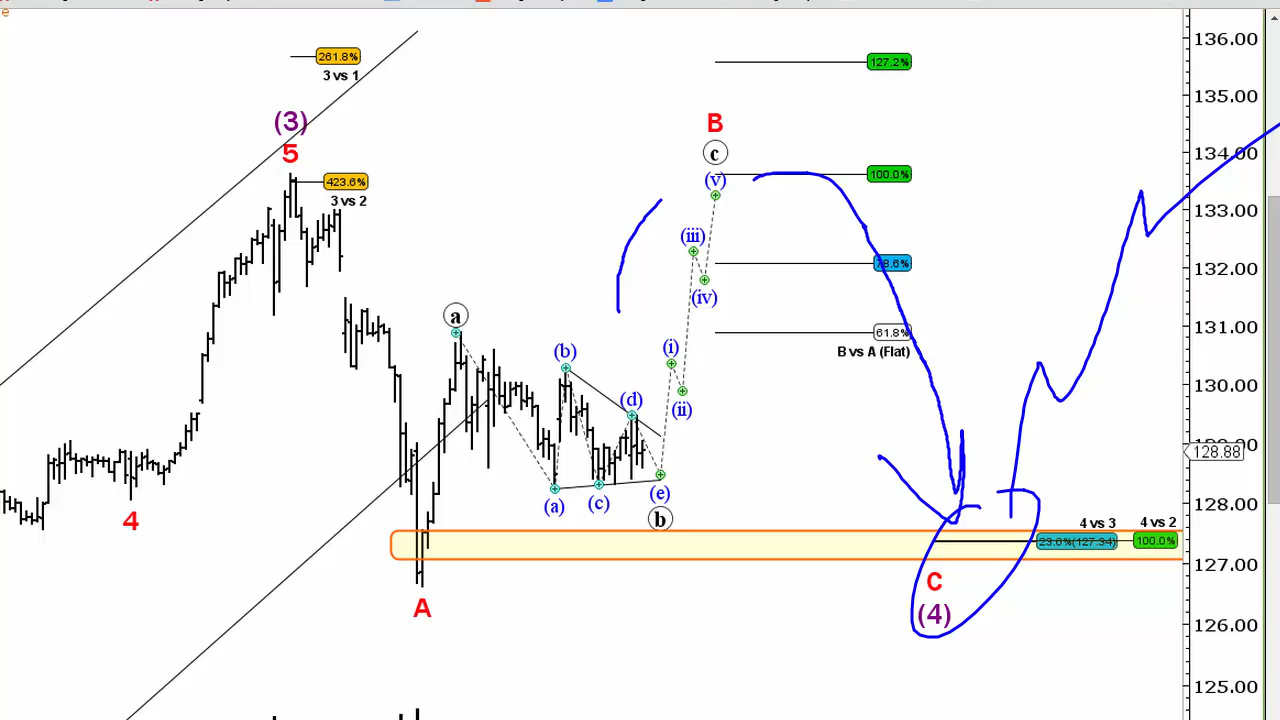 e
136.00
261.8%
3 vs 1
127.2%
135.00
(3)
B
5
c
134.00
423.6%
3 vs 2
(v)
100.0%
133.00
(iii)
78.6%
132.00
(iv)
a
131.00
61.8%
(b)
(i)
B vs A (Flat)
130.00
(d)
(ii)
128.88
(a)
(c)
(e)
128.00
4
b
4 vs 3
4 vs 2
23.6%(127.34)
100.0%
127.00
C
A
(4)
126.00
125.00